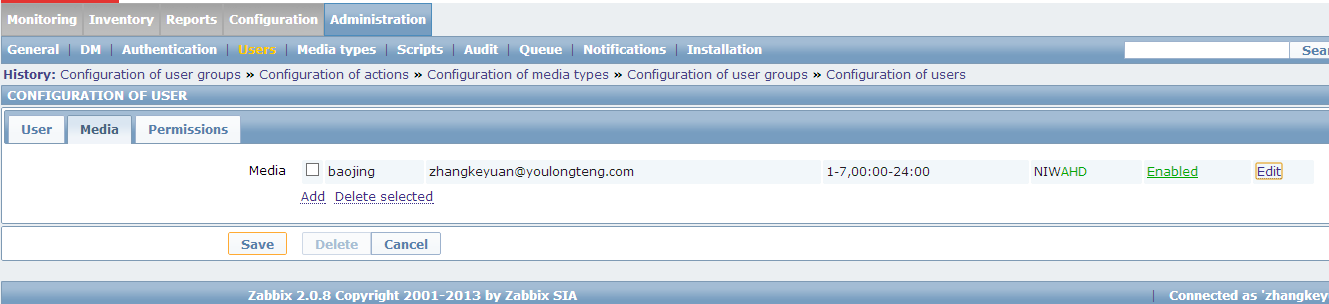 Monitoring Inventory Reports Configuration Administration
General | DM | Authentication | Users | Media types | Scripts | Audit | Queue | Notifications | Installation Sea
History: Configuration of user groups » Configuration of actions » Configuration of media types » Configuration of user groups » Configuration of users
CONFIGURATION OF USER
User Media Permissions
Media baojing zhangkeyuan@youlongteng.com 1-7,00:00-24:00 NIWAHD Enabled Edit
Add Delete selected
Save Delete Cancel
Zabbix 2.0.8 Copyright 2001-2013 by Zabbix SIA | Connected as 'zhangkey